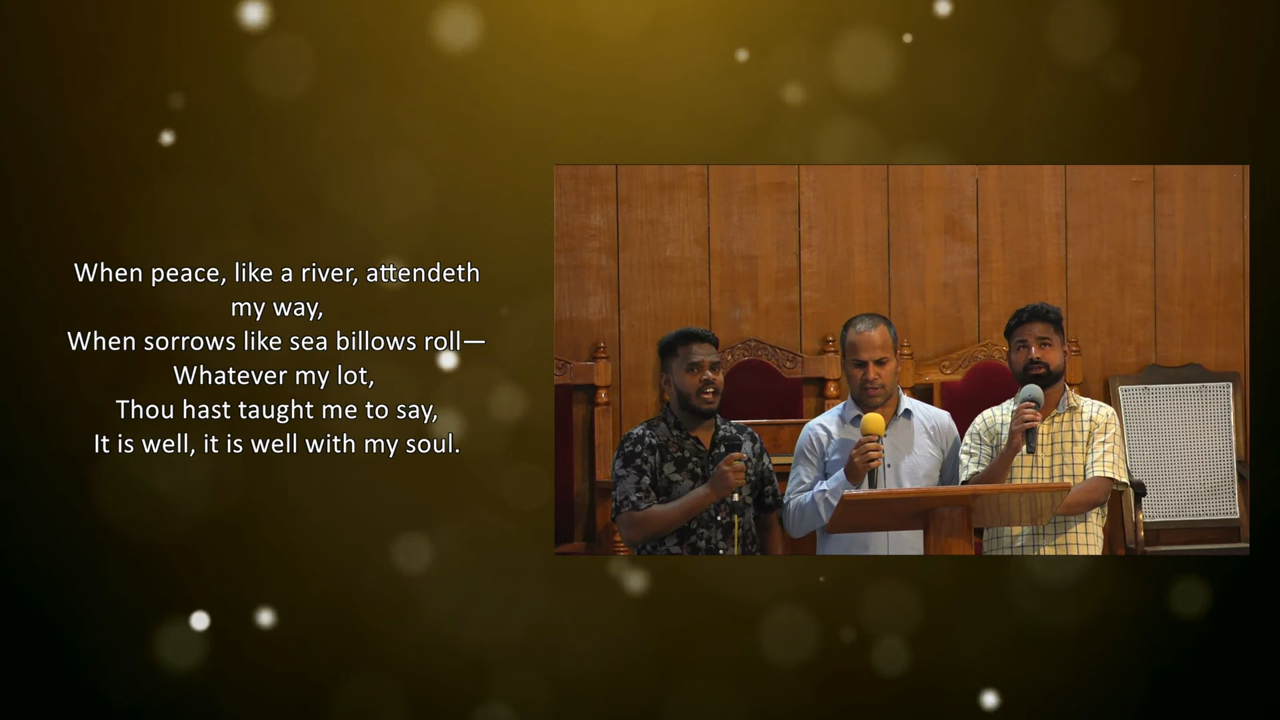 When peace, like a river, attendeth
my way,
When sorrows like sea billows roll—
Whatever my lot,
Thou hast taught me to say,
It is well, it is well with my soul.